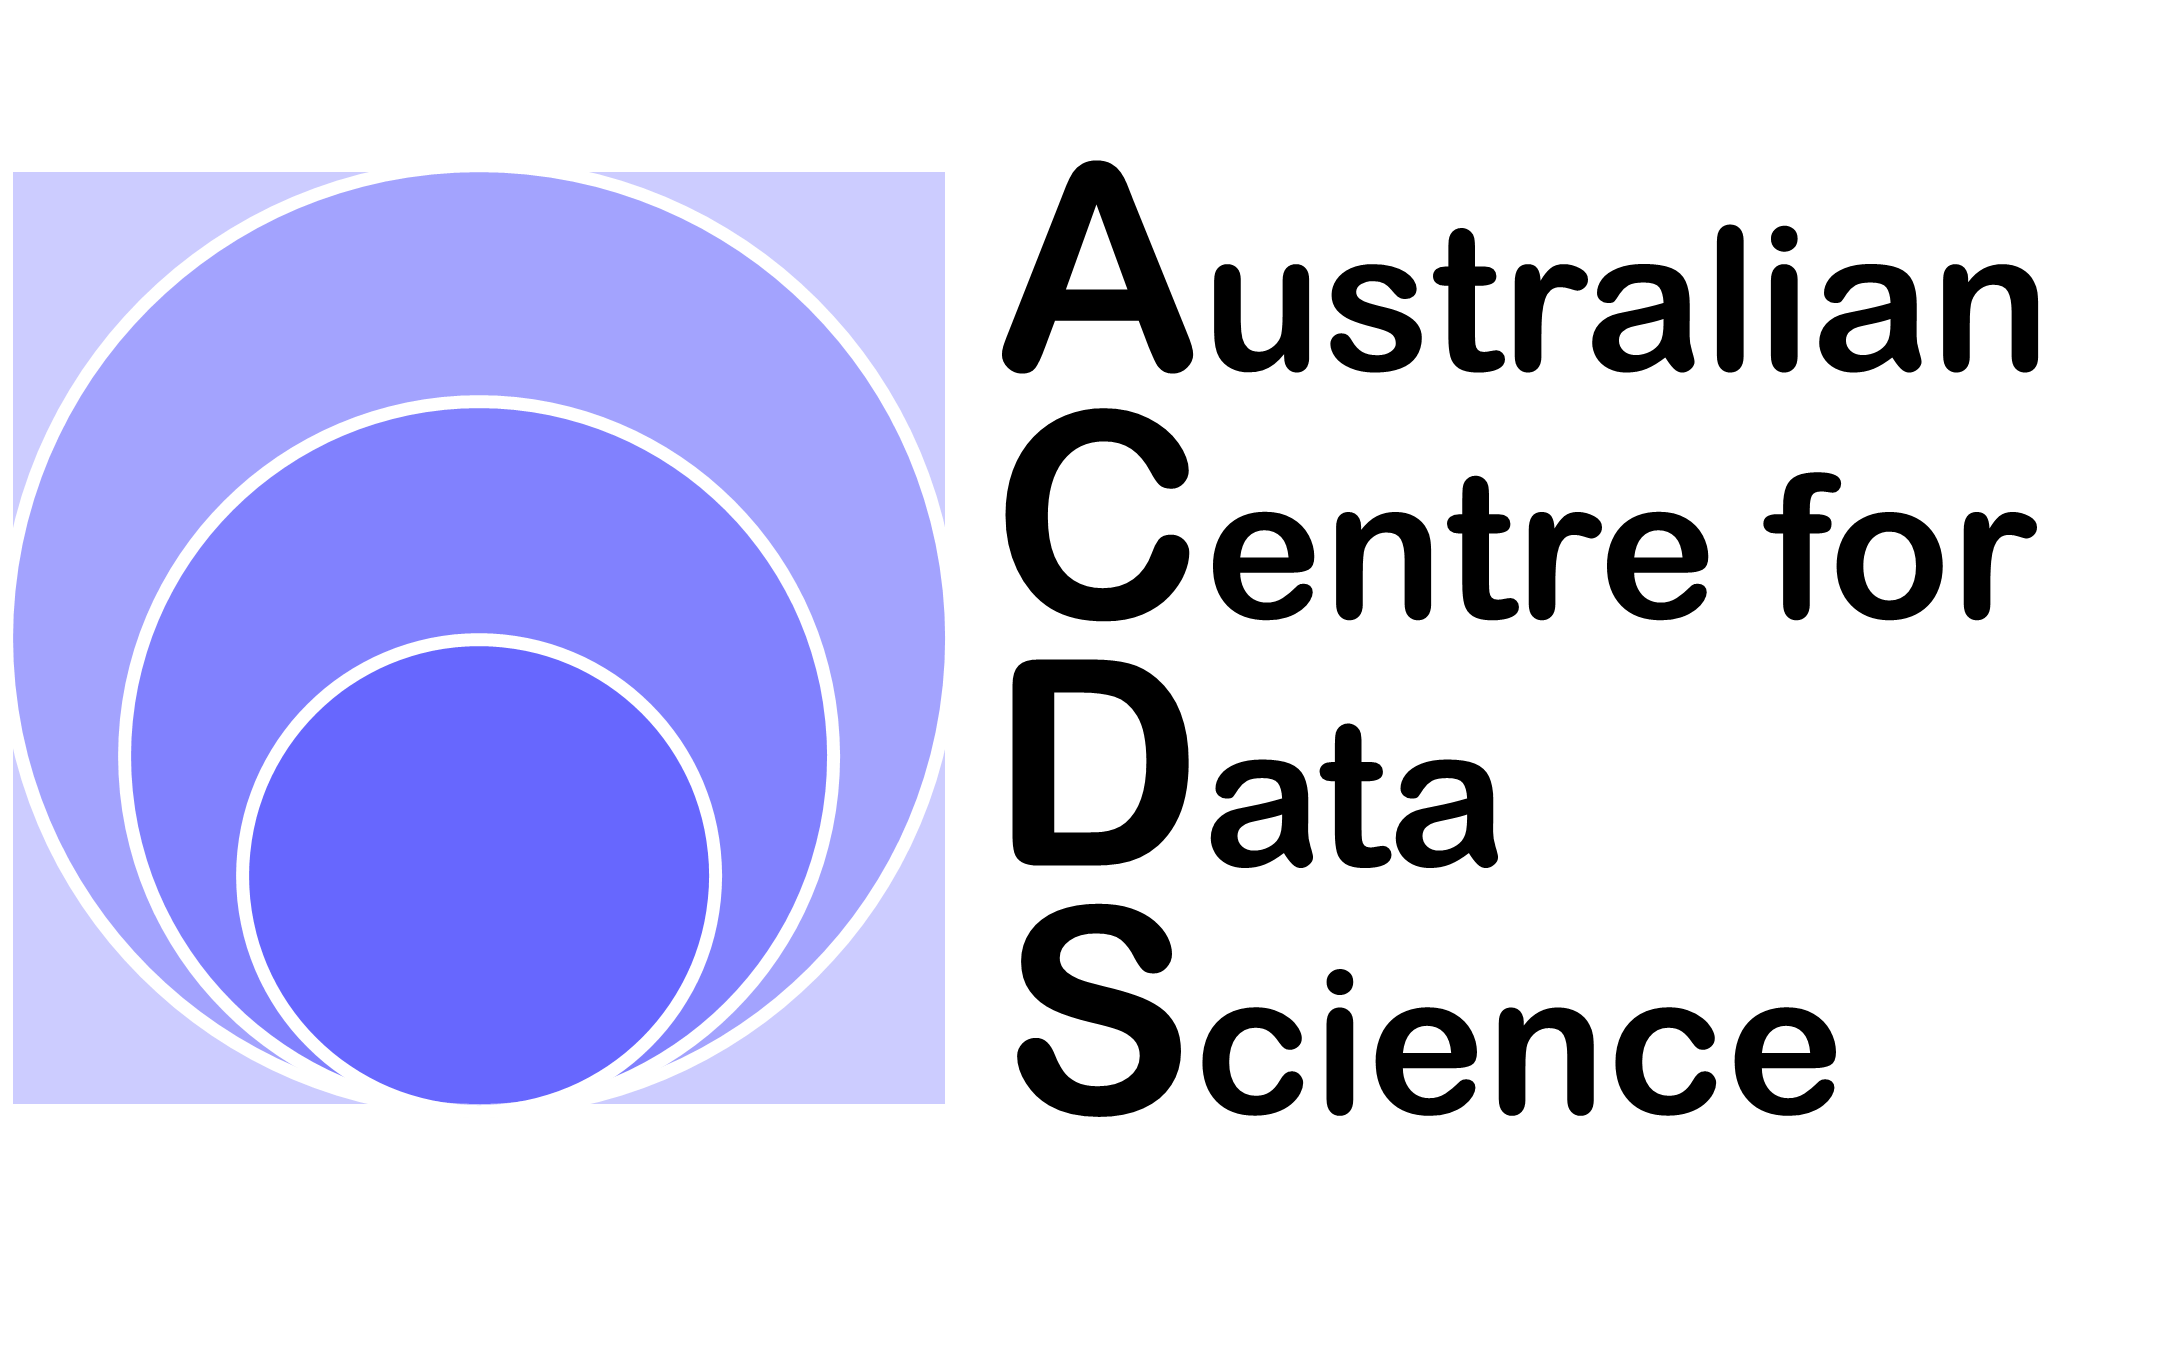 Australian
Centre for
Data
Science